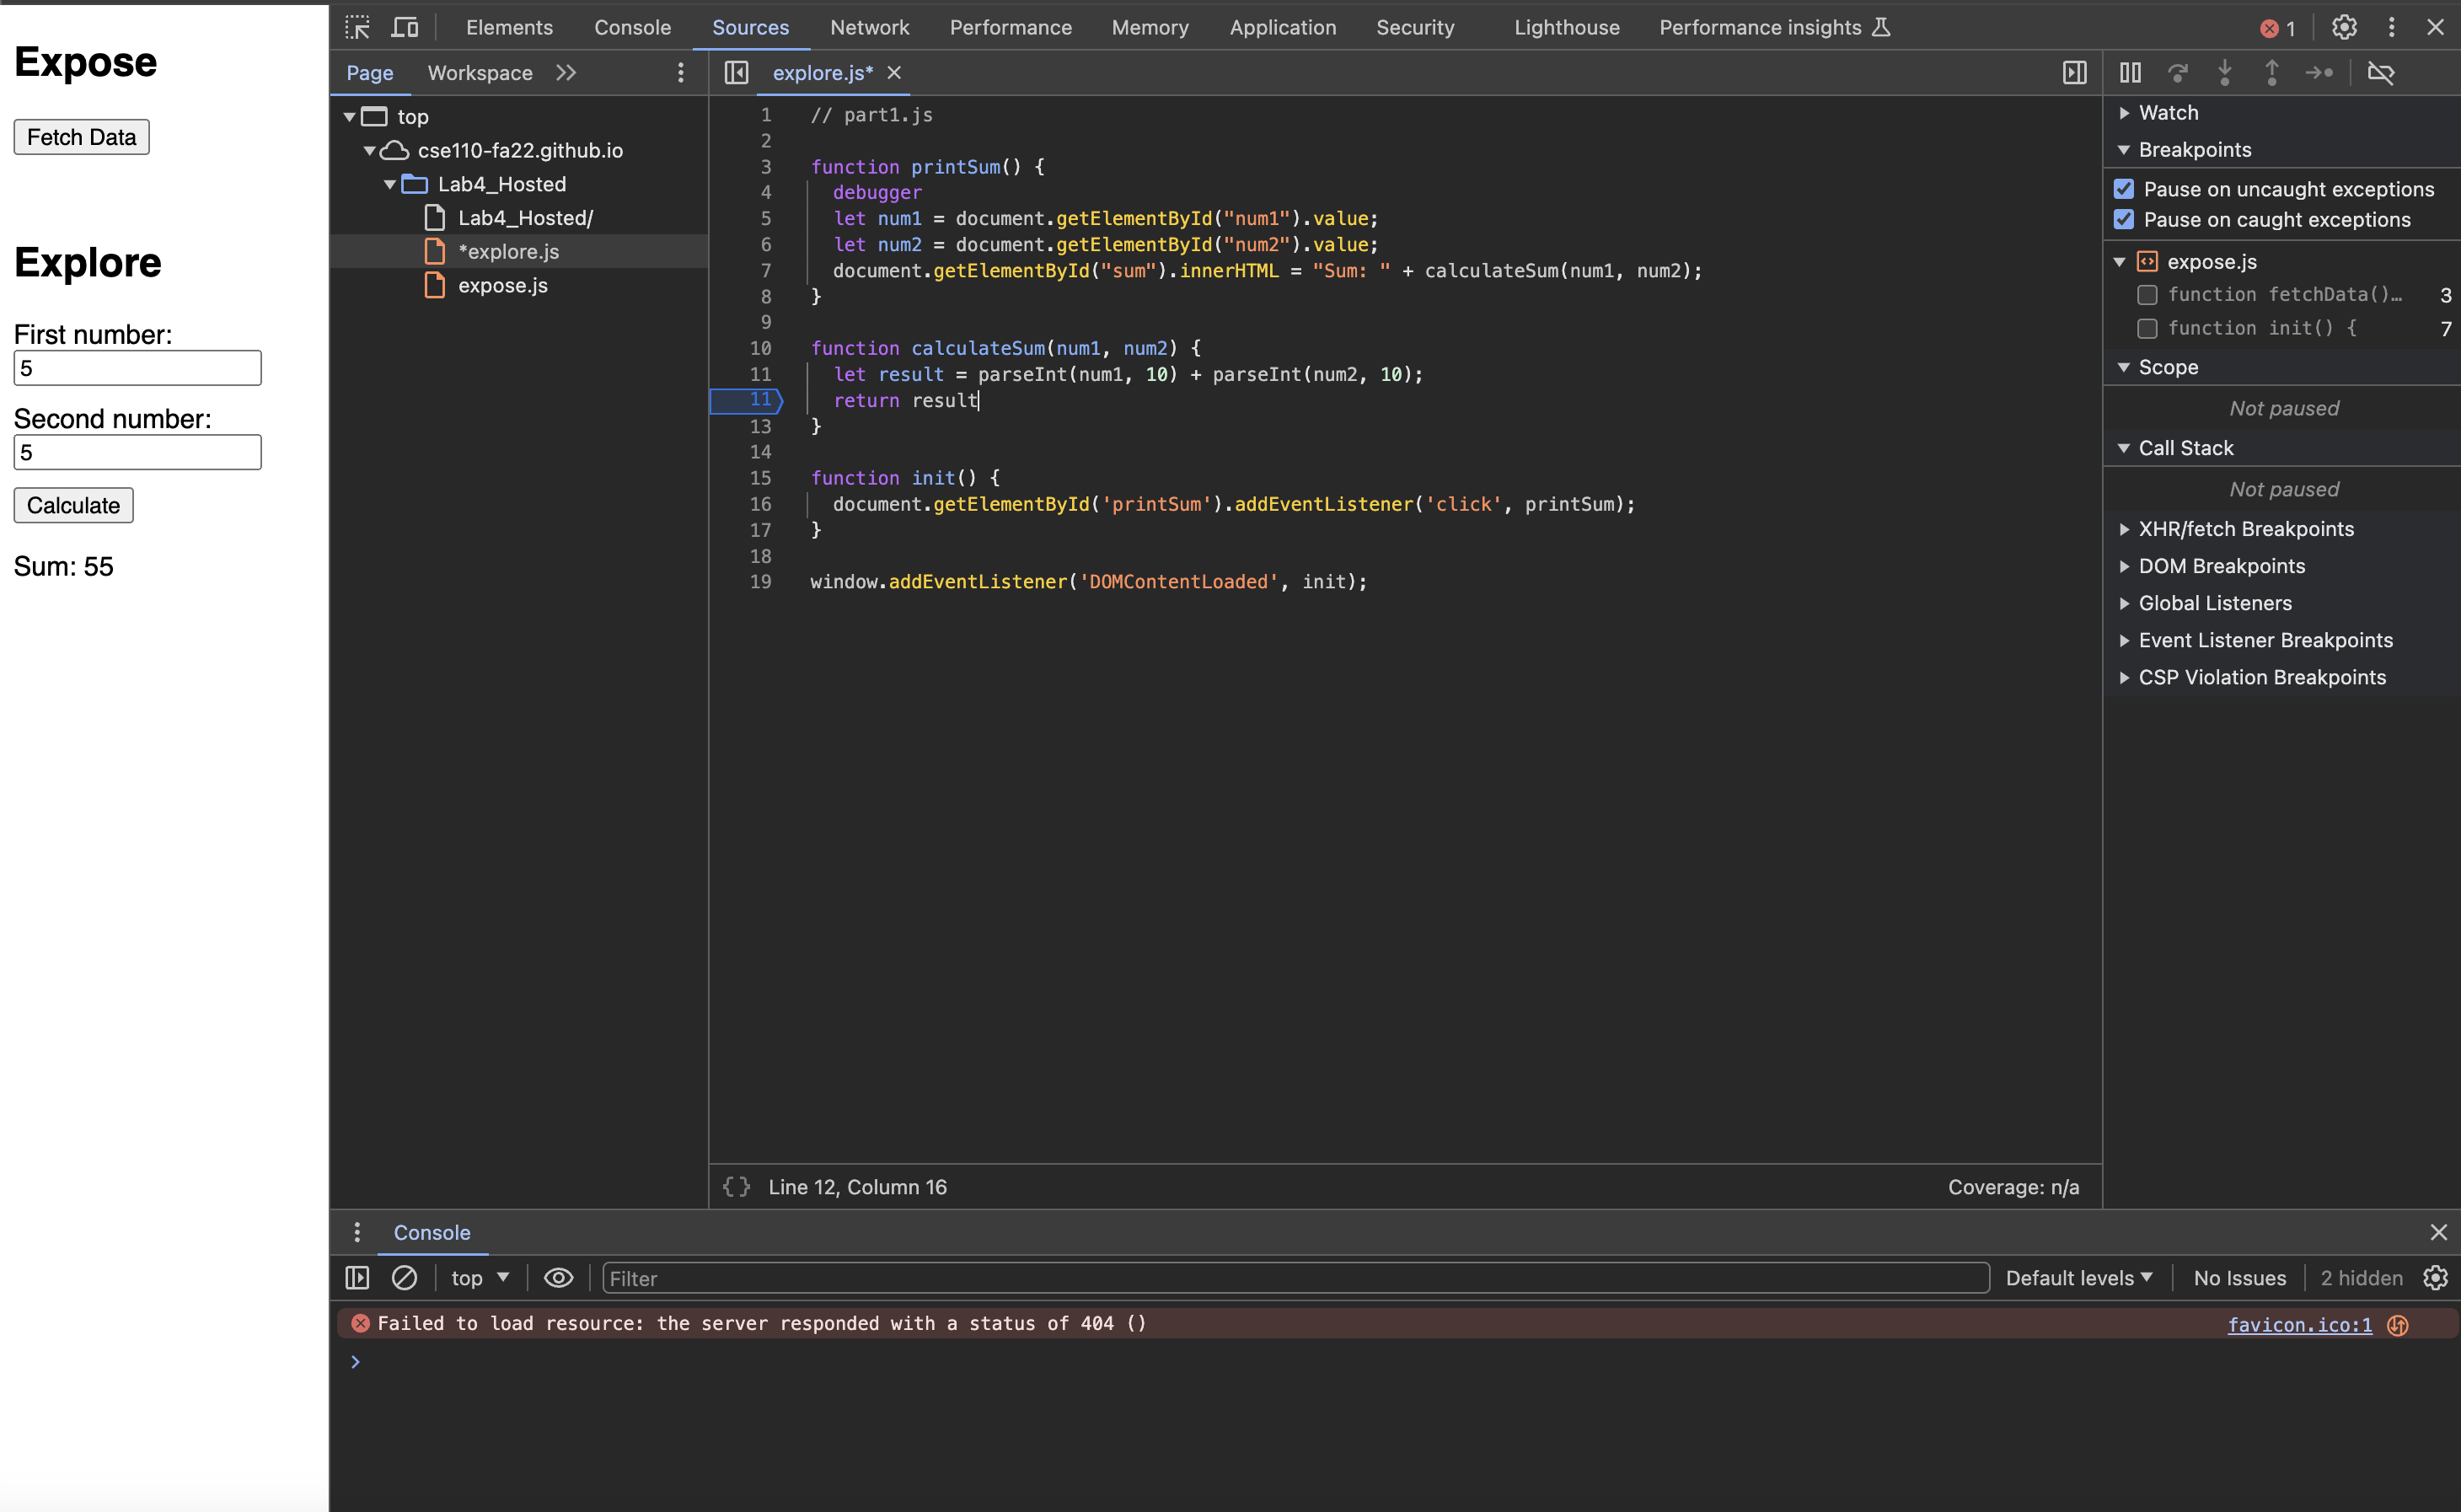 Expose
Fetch Data
Explore
First number:
5
Second number:
5
Calculate
Sum: 55
Elements Console Sources Network Performance Memory Application Security Lighthouse Performance insights 1
Page Workspace
explore.js*
top
cse110-fa22.github.io
Lab4_Hosted
Lab4_Hosted/
*explore.js
expose.js
1 // part1.js
2
3 function printSum() {
4 debugger
5 let num1 = document.getElementById("num1").value;
6 let num2 = document.getElementById("num2").value;
7 document.getElementById("sum").innerHTML = "Sum: " + calculateSum(num1, num2);
8 }
9
10 function calculateSum(num1, num2) {
11 let result = parseInt(num1, 10) + parseInt(num2, 10);
11 return result
13 }
14
15 function init() {
16 document.getElementById('printSum').addEventListener('click', printSum);
17 }
18
19 window.addEventListener('DOMContentLoaded', init);
{ } Line 12, Column 16 Coverage: n/a
Watch
Breakpoints
Pause on uncaught exceptions
Pause on caught exceptions
expose.js
function fetchData()… 3
function init() { 7
Scope
Not paused
Call Stack
Not paused
XHR/fetch Breakpoints
DOM Breakpoints
Global Listeners
Event Listener Breakpoints
CSP Violation Breakpoints
Console
top Filter Default levels No Issues 2 hidden
Failed to load resource: the server responded with a status of 404 () favicon.ico:1